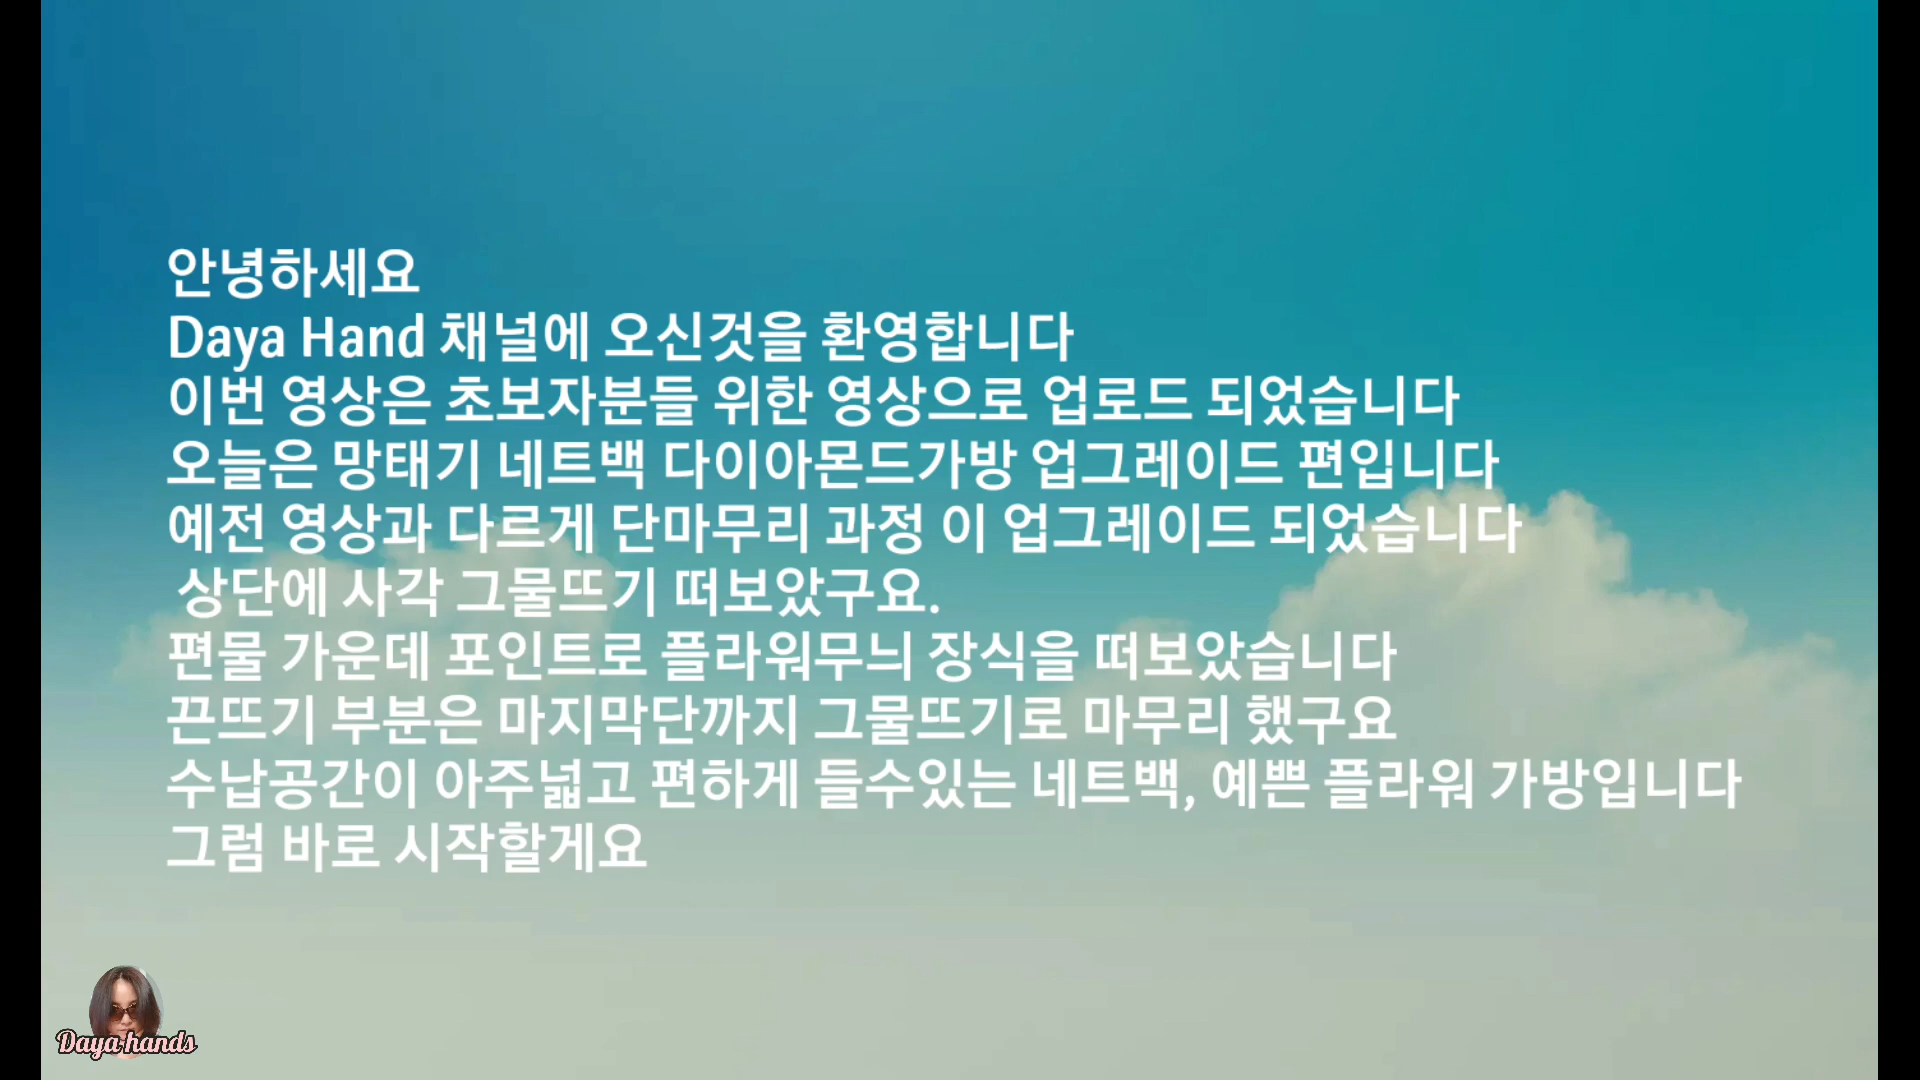 안녕하세요
Daya Hand 채널에 오신것을 환영합니다
이번 영상은 초보자분들 위한 영상으로 업로드 되었습니다
오늘은 망태기 네트백 다이아몬드가방 업그레이드 편입니다
예전 영상과 다르게 단마무리 과정 이 업그레이드 되었습니다
상단에 사각 그물뜨기 떠보았구요.
편물 가운데 포인트로 플라워무늬 장식을 떠보았습니다
끈뜨기 부분은 마지막단까지 그물뜨기로 마무리 했구요
수납공간이 아주넓고 편하게 들수있는 네트백, 예쁜 플라워 가방입니다
그럼 바로 시작할게요
Daya hands